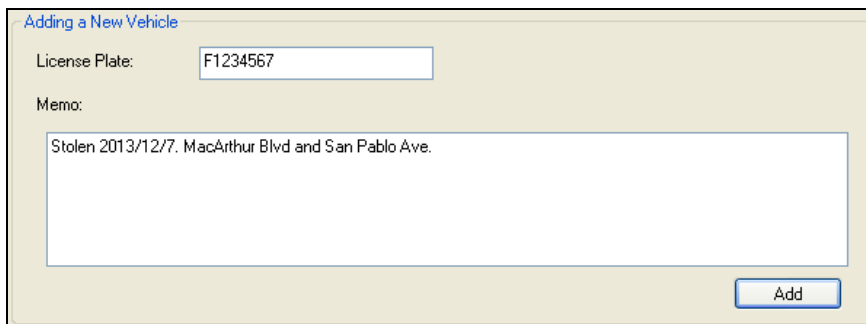 Adding a New Vehicle
License Plate: F1234567
Memo:
Stolen 2013/12/7. MacArthur Blvd and San Pablo Ave.
Add